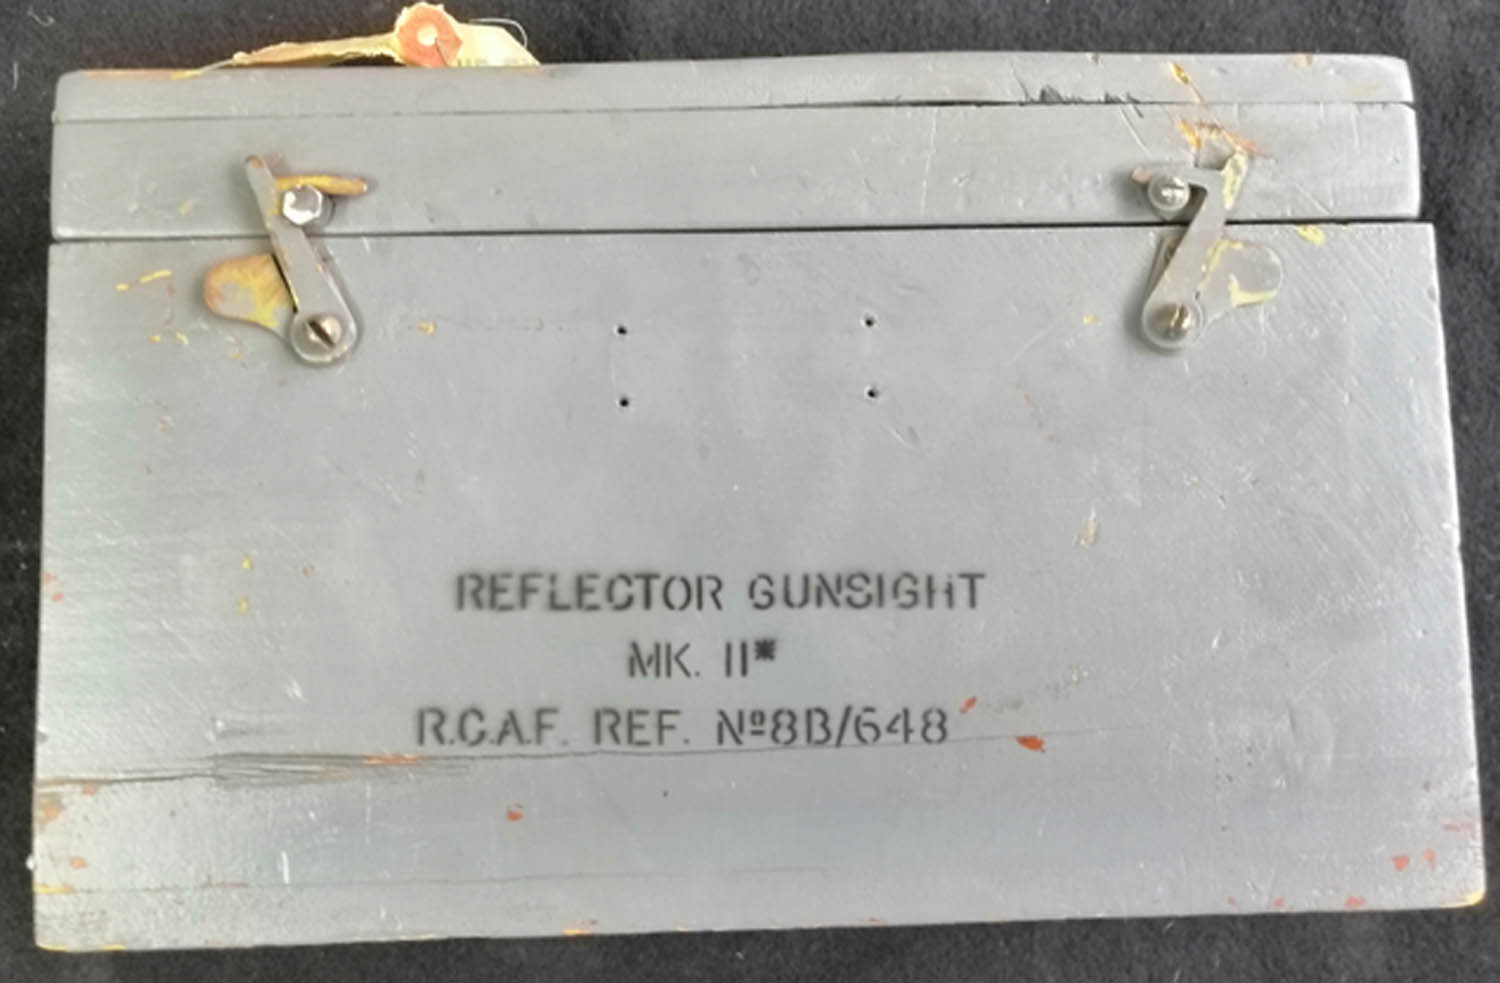 REFLECTOR GUNSIGHT
MK. II*
R.C.A.F. REF. Nº8B/648